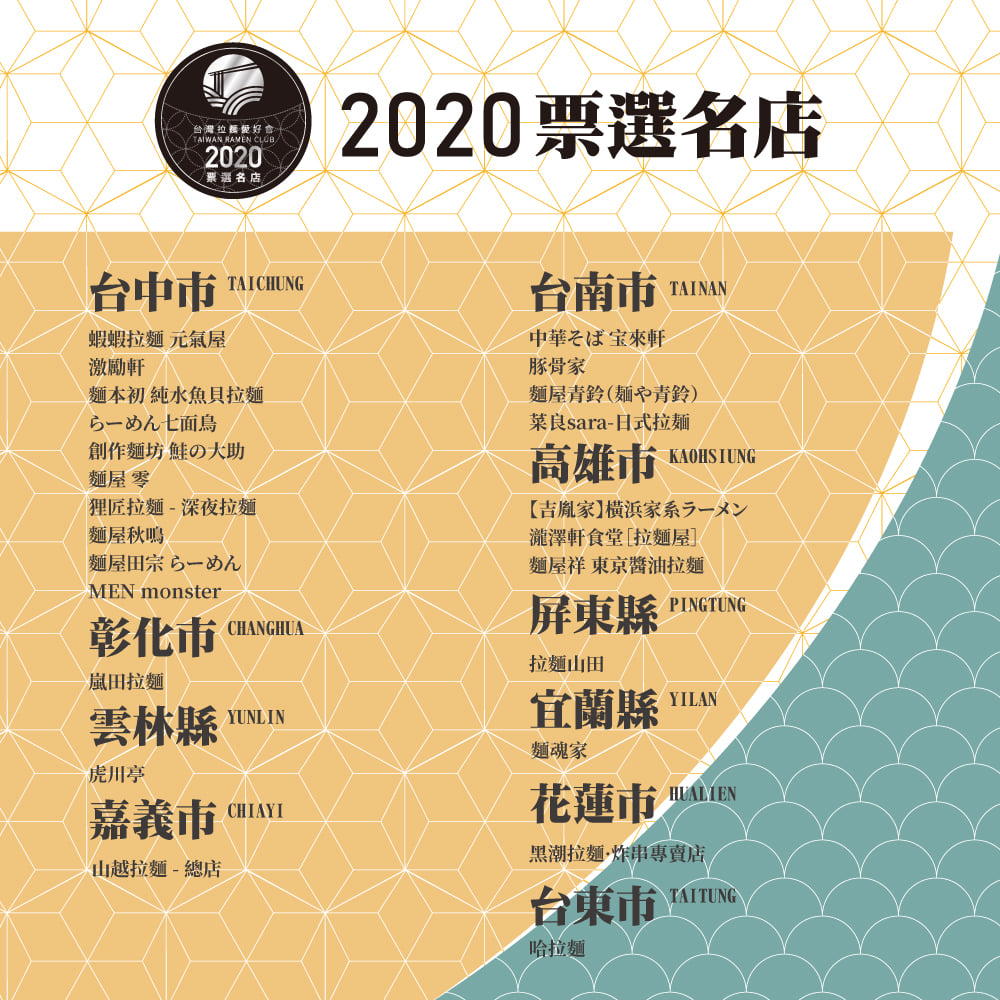 台灣拉麵愛好會
TAIWAN RAMEN CLUB
2020
票選名店
2020票選名店
台中市 TAICHUNG
蝦蝦拉麵 元氣屋
激勵軒
麵本初 純水魚貝拉麵
らーめん七面鳥
創作麵坊 鮭の大助
麵屋 零
狸匠拉麵 - 深夜拉麵
麵屋秋鳴
麵屋田宗 らーめん
MEN monster
彰化市 CHANGHUA
嵐田拉麵
雲林縣 YUNLIN
虎川亭
嘉義市 CHIAYI
山越拉麵 - 總店
台南市 TAINAN
中華そば 宝來軒
豚骨家
麵屋青鈴（麺や青鈴）
菜良sara-日式拉麺
高雄市 KAOHSIUNG
【吉胤家】橫浜家系ラーメン
瀧澤軒食堂［拉麵屋］
麵屋祥 東京醬油拉麵
屏東縣 PINGTUNG
拉麵山田
宜蘭縣 YILAN
麵魂家
花蓮市 HUALIEN
黑潮拉麵·炸串專賣店
台東市 TAITUNG
哈拉麵